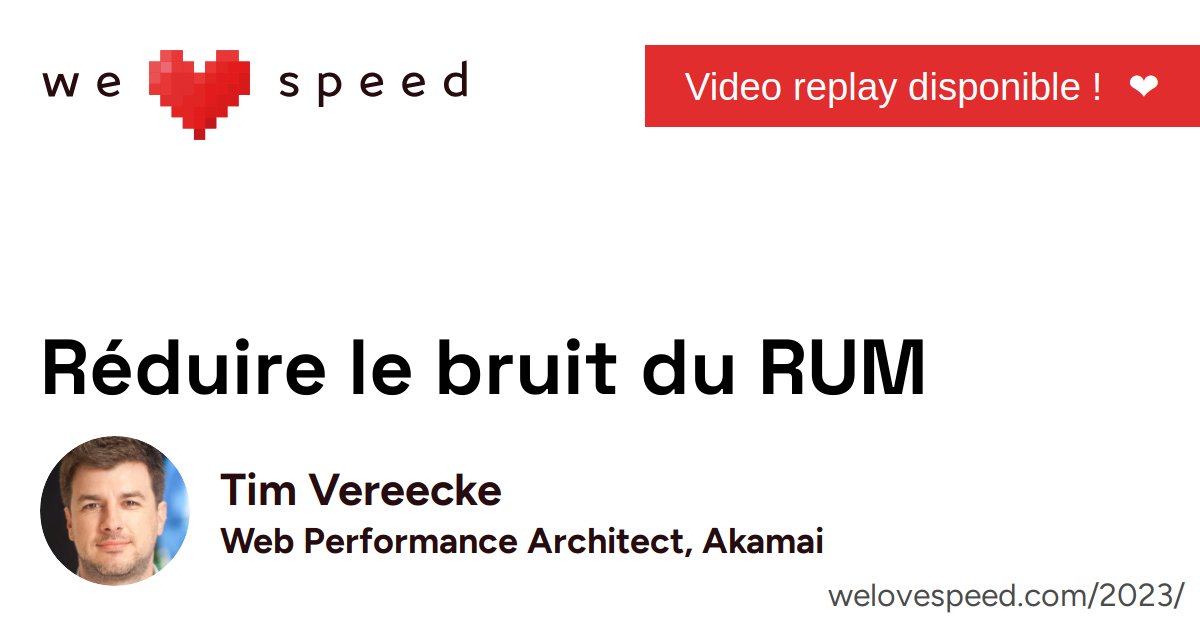 we ❤ speed
Video replay disponible ! ❤
Réduire le bruit du RUM
Tim Vereecke
Web Performance Architect, Akamai
welovespeed.com/2023/